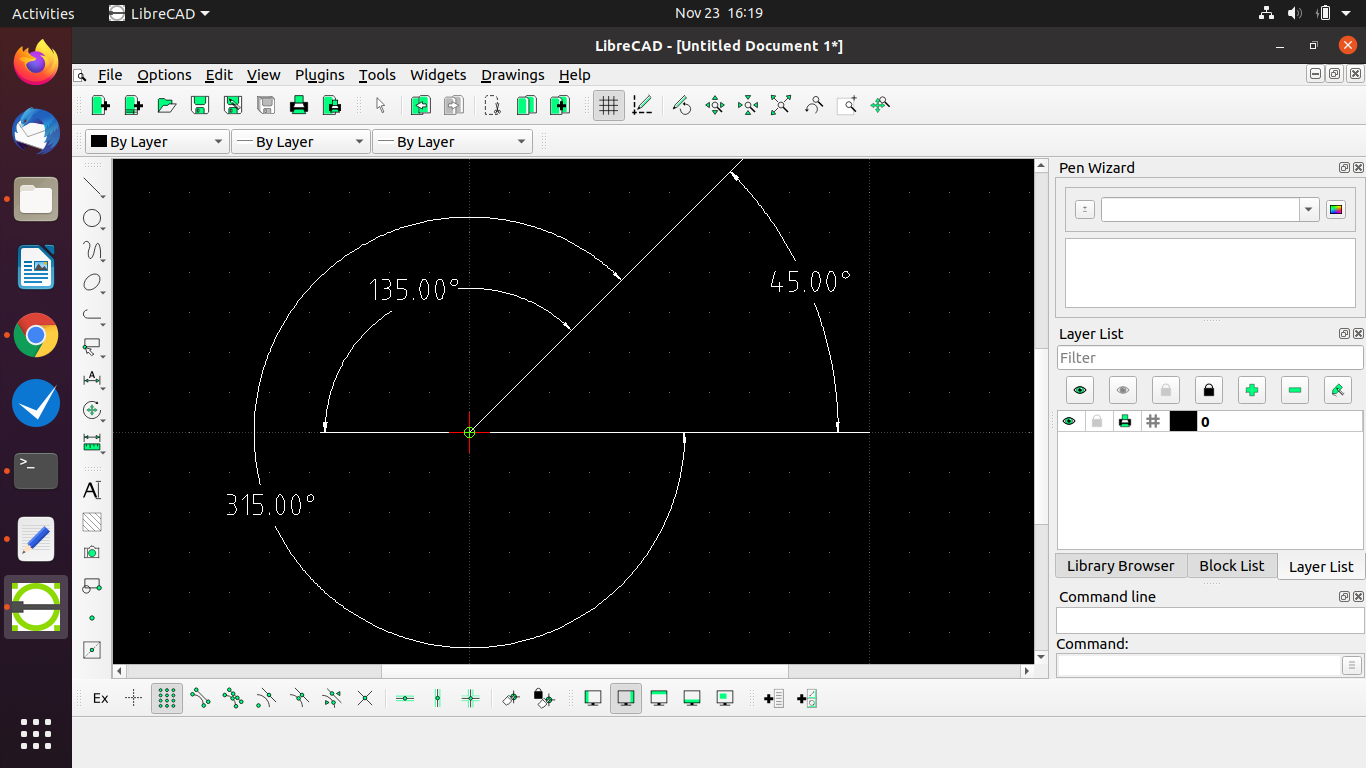 Activities LibreCAD Nov 23 16:19
LibreCAD - [Untitled Document 1*]
File Options Edit View Plugins Tools Widgets Drawings Help
By Layer By Layer By Layer
Pen Wizard
135.00°
45.00°
315.00°
Layer List
Filter
0
Library Browser Block List Layer List
Command line
Command:
A
>_
AI
Ex